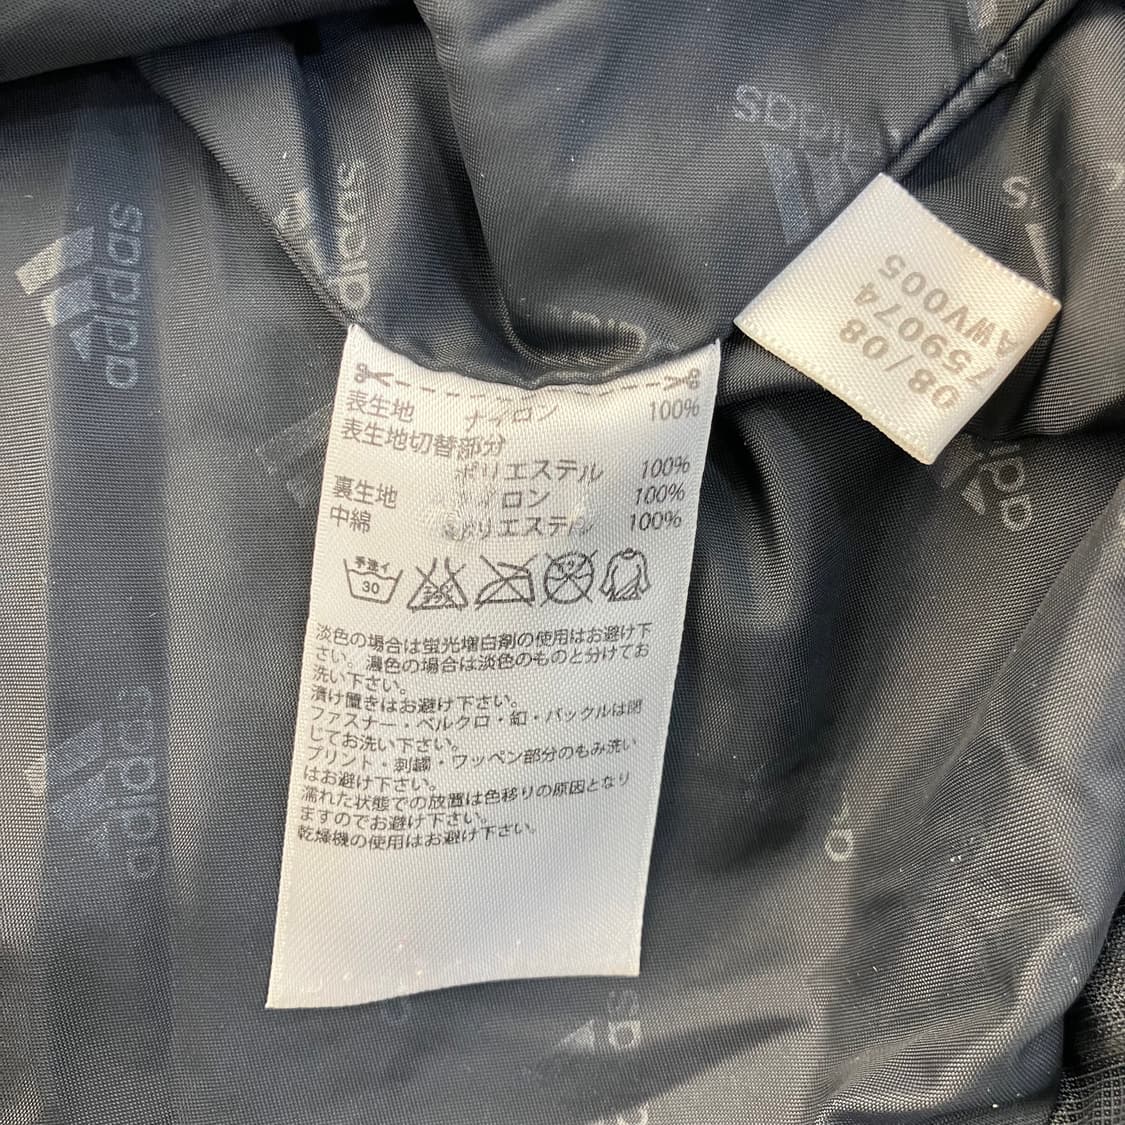 表生地 ナイロン 100%
表生地切替部分
ポリエステル 100%
裏生地 ナイロン 100%
中綿 ポリエステル 100%
手洗イ
30
淡色の場合は蛍光増白剤の使用はお避け下
さい。濃色の場合は淡色のものと分けてお
洗い下さい。
漬け置きはお避け下さい。
ファスナー・ベルクロ・釦・バックルは閉
じてお洗い下さい。
プリント・刺繍・ワッペン部分のもみ洗い
はお避け下さい。
濡れた状態での放置は色移りの原因となり
ますのでお避け下さい。
乾燥機の使用はお避け下さい。
08/08
759074
AWV005
adidas
adidas
adidas
adidas